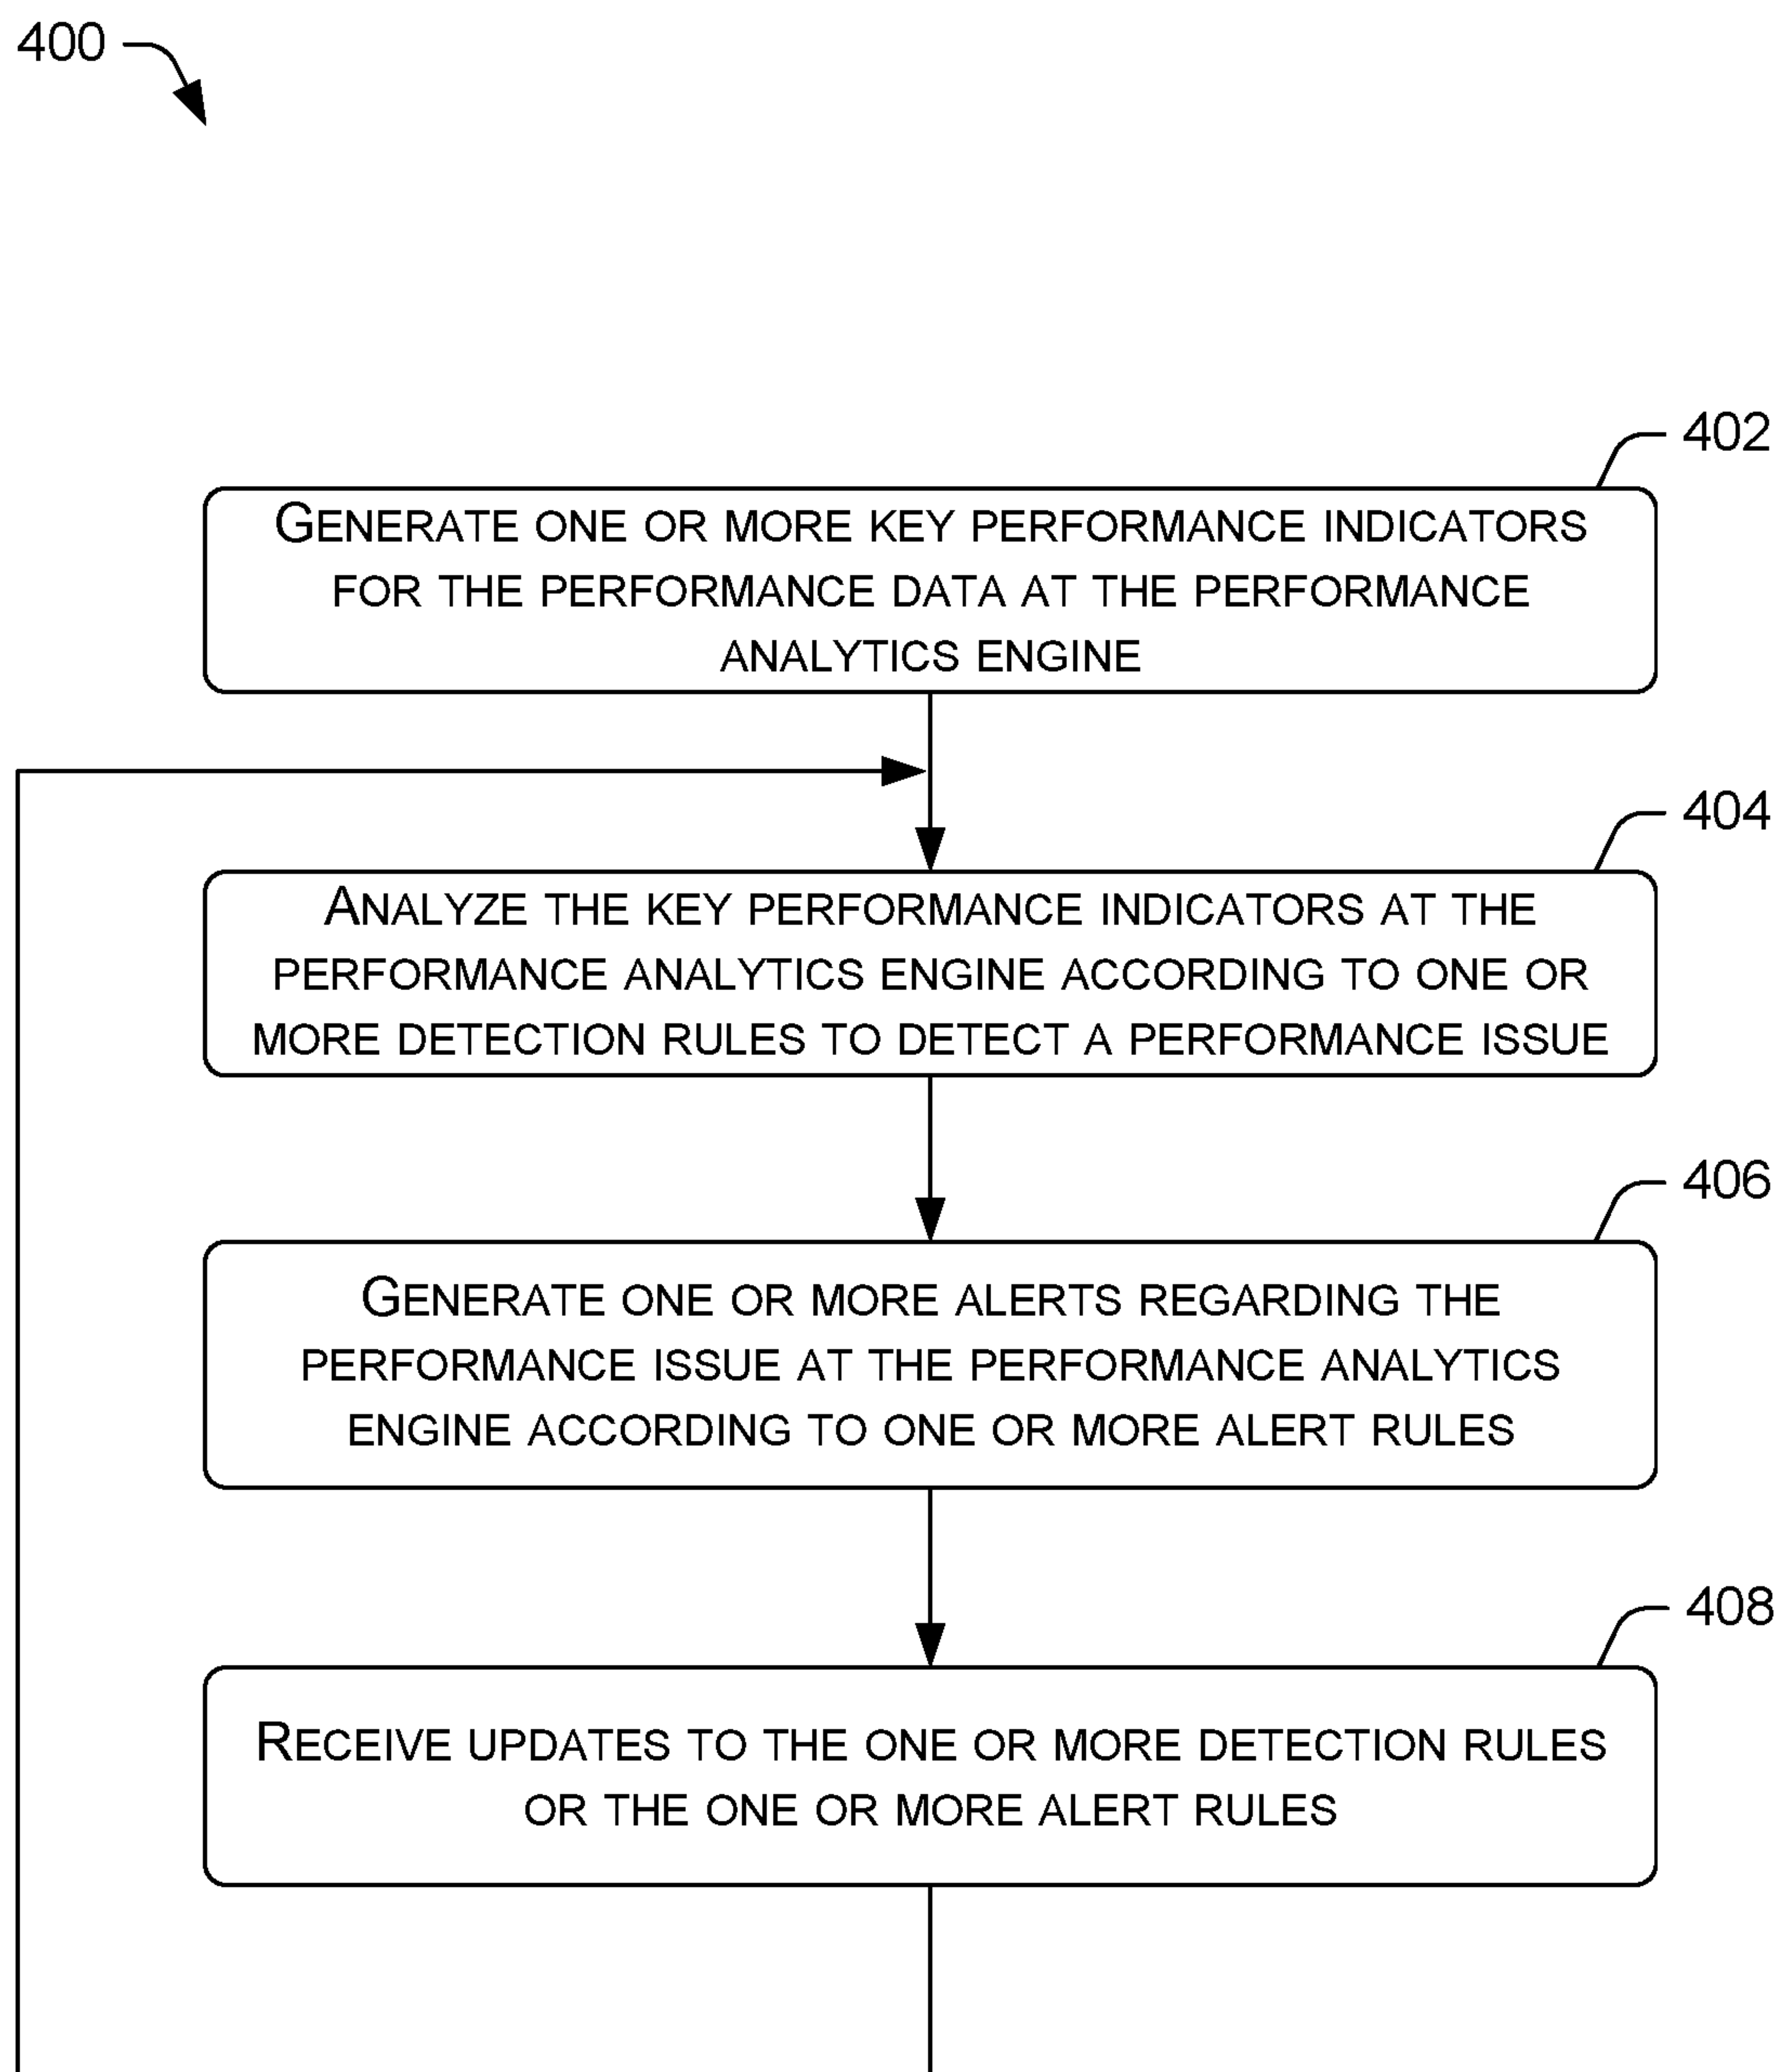 400
402
GENERATE ONE OR MORE KEY PERFORMANCE INDICATORS
FOR THE PERFORMANCE DATA AT THE PERFORMANCE
ANALYTICS ENGINE
404
ANALYZE THE KEY PERFORMANCE INDICATORS AT THE
PERFORMANCE ANALYTICS ENGINE ACCORDING TO ONE OR
MORE DETECTION RULES TO DETECT A PERFORMANCE ISSUE
406
GENERATE ONE OR MORE ALERTS REGARDING THE
PERFORMANCE ISSUE AT THE PERFORMANCE ANALYTICS
ENGINE ACCORDING TO ONE OR MORE ALERT RULES
408
RECEIVE UPDATES TO THE ONE OR MORE DETECTION RULES
OR THE ONE OR MORE ALERT RULES